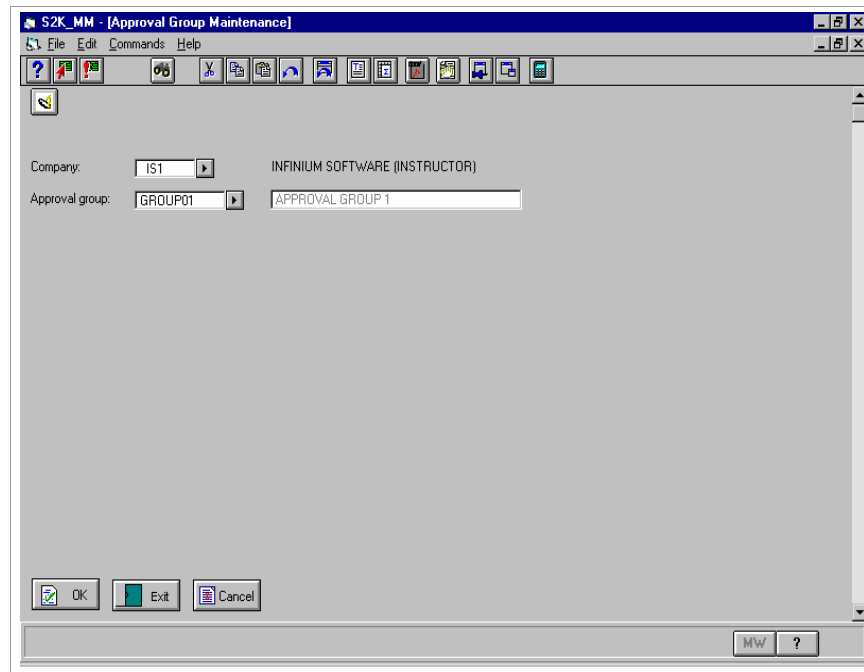 S2K_MM - [Approval Group Maintenance]
File Edit Commands Help
Company: IS1 INFINIUM SOFTWARE (INSTRUCTOR)
Approval group: GROUP01 APPROVAL GROUP 1
OK Exit Cancel
MW ?